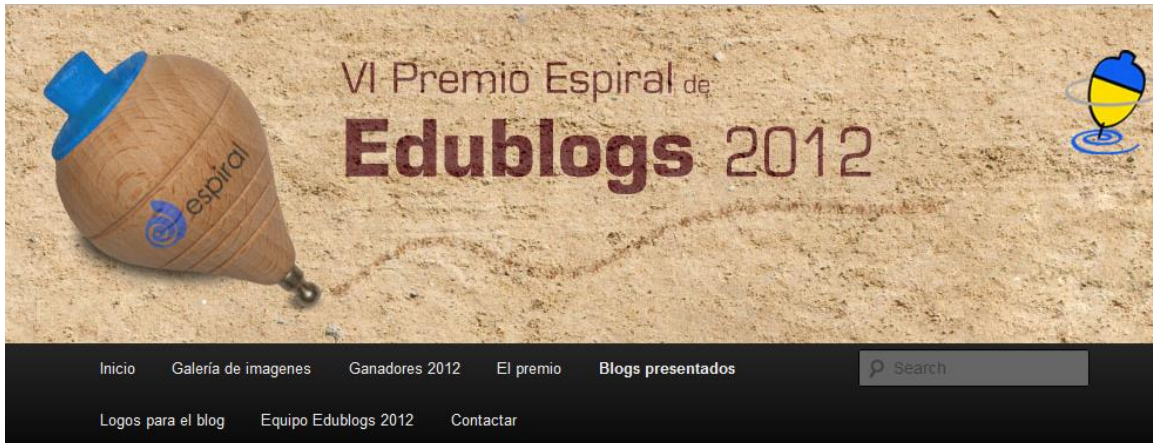 VI Premio Espiral de
Edublogs 2012
espiral
Inicio Galería de imagenes Ganadores 2012 El premio Blogs presentados Search
Logos para el blog Equipo Edublogs 2012 Contactar